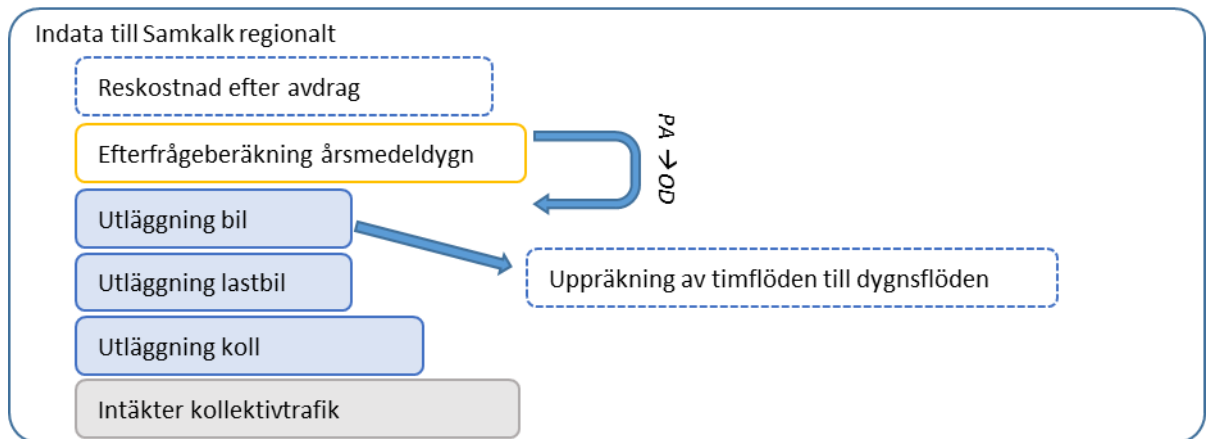 Indata till Samkalk regionalt
Reskostnad efter avdrag
Efterfrågeberäkning årsmedeldygn
PA → OD
Utläggning bil
Uppräkning av timflöden till dygnsflöden
Utläggning lastbil
Utläggning koll
Intäkter kollektivtrafik